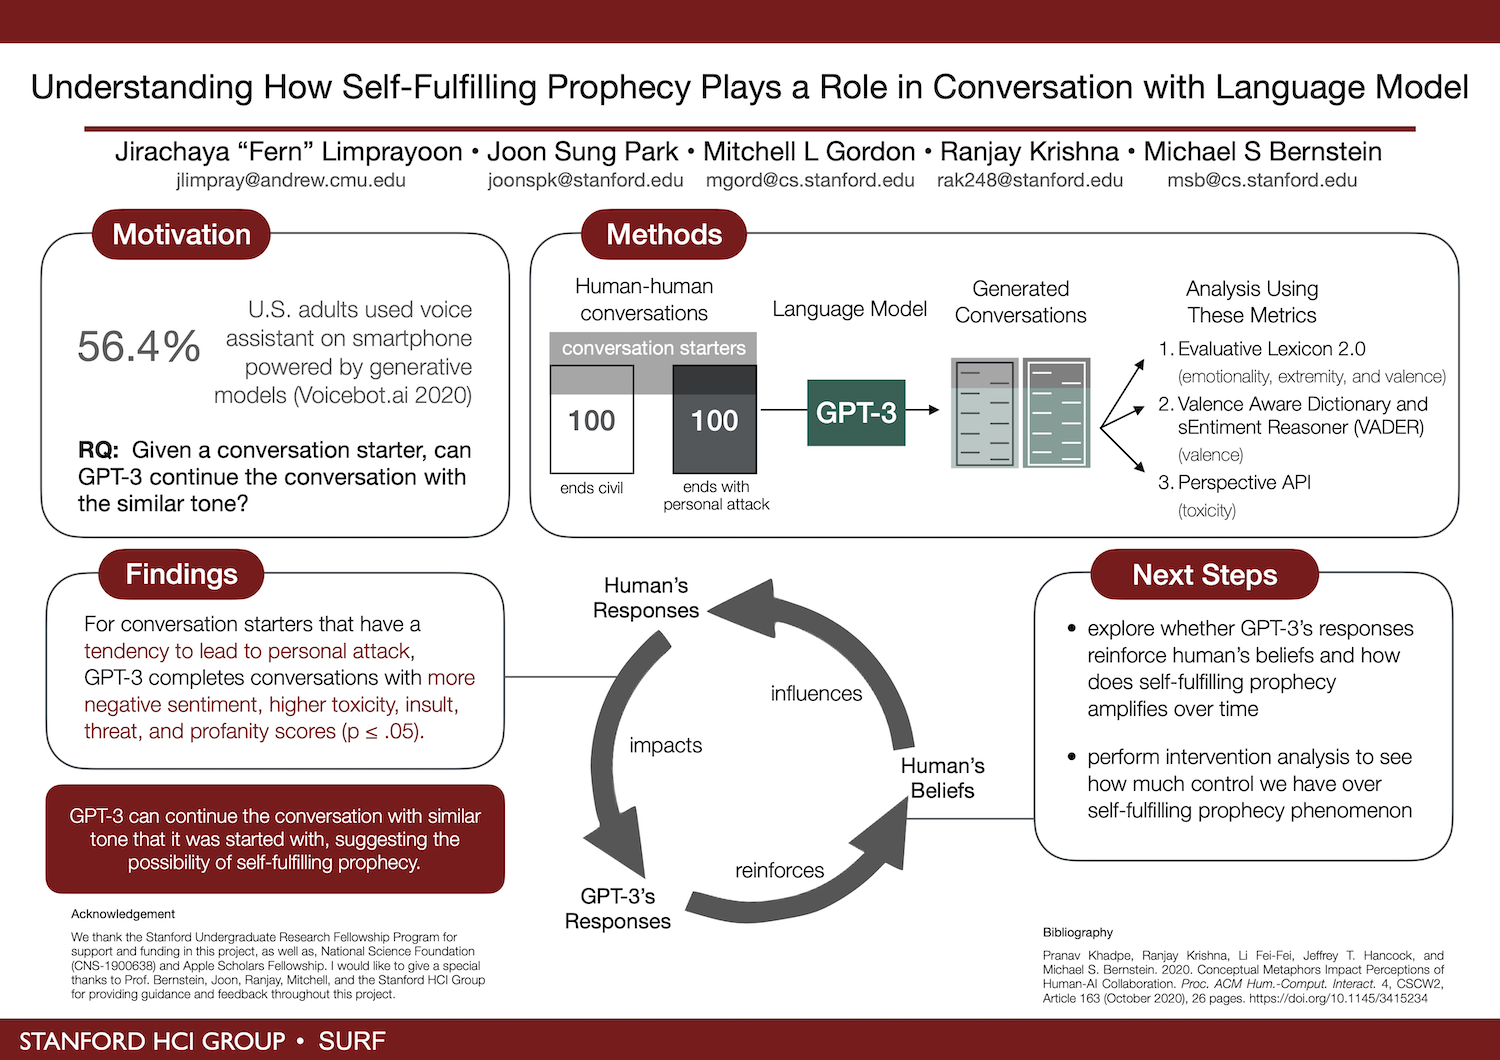 Understanding How Self-Fulfilling Prophecy Plays a Role in Conversation with Language Model
Jirachaya “Fern” Limprayoon • Joon Sung Park • Mitchell L Gordon • Ranjay Krishna • Michael S Bernstein
jlimpray@andrew.cmu.edu joonspk@stanford.edu mgord@cs.stanford.edu rak248@stanford.edu msb@cs.stanford.edu
Motivation
56.4%
U.S. adults used voice
assistant on smartphone
powered by generative
models (Voicebot.ai 2020)
RQ: Given a conversation starter, can
GPT-3 continue the conversation with
the similar tone?
Methods
Human-human
conversations
conversation starters
100
100
ends civil
ends with
personal attack
Language Model
GPT-3
Generated
Conversations
Analysis Using
These Metrics
1. Evaluative Lexicon 2.0
(emotionality, extremity, and valence)
2. Valence Aware Dictionary and
sEntiment Reasoner (VADER)
(valence)
3. Perspective API
(toxicity)
Findings
For conversation starters that have a
tendency to lead to personal attack,
GPT-3 completes conversations with more
negative sentiment, higher toxicity, insult,
threat, and profanity scores (p ≤ .05).
GPT-3 can continue the conversation with similar
tone that it was started with, suggesting the
possibility of self-fulfilling prophecy.
Human’s
Responses
influences
impacts
Human’s
Beliefs
reinforces
GPT-3’s
Responses
Next Steps
• explore whether GPT-3’s responses
reinforce human’s beliefs and how
does self-fulfilling prophecy
amplifies over time
• perform intervention analysis to see
how much control we have over
self-fulfilling prophecy phenomenon
Acknowledgement
We thank the Stanford Undergraduate Research Fellowship Program for
support and funding in this project, as well as, National Science Foundation
(CNS-1900638) and Apple Scholars Fellowship. I would like to give a special
thanks to Prof. Bernstein, Joon, Ranjay, Mitchell, and the Stanford HCI Group
for providing guidance and feedback throughout this project.
Bibliography
Pranav Khadpe, Ranjay Krishna, Li Fei-Fei, Jeffrey T. Hancock, and
Michael S. Bernstein. 2020. Conceptual Metaphors Impact Perceptions of
Human-AI Collaboration. Proc. ACM Hum.-Comput. Interact. 4, CSCW2,
Article 163 (October 2020), 26 pages. https://doi.org/10.1145/3415234
STANFORD HCI GROUP • SURF